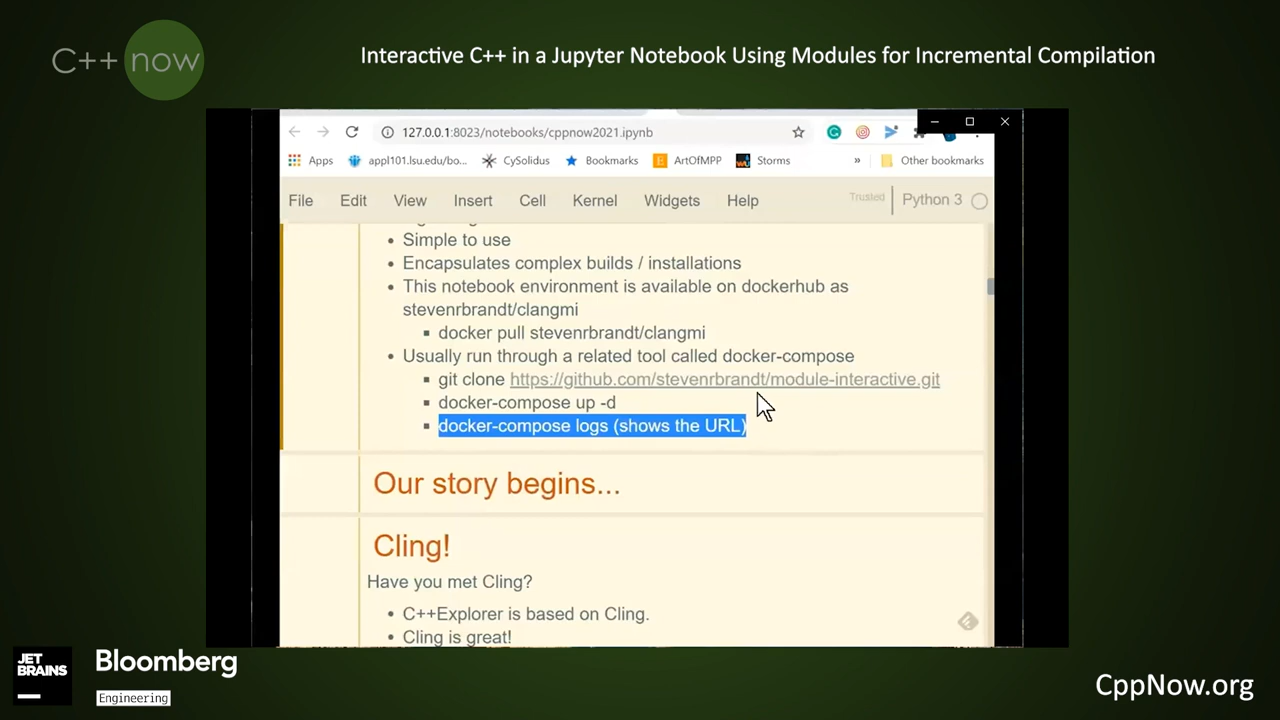 C++ now
Interactive C++ in a Jupyter Notebook Using Modules for Incremental Compilation
127.0.0.1:8023/notebooks/cppnow2021.ipynb
Apps appl101.lsu.edu/bo... CySolidus Bookmarks ArtOfMPP Storms » Other bookmarks
File Edit View Insert Cell Kernel Widgets Help Trusted Python 3
• Simple to use
• Encapsulates complex builds / installations
• This notebook environment is available on dockerhub as
stevenrbrandt/clangmi
▪ docker pull stevenrbrandt/clangmi
• Usually run through a related tool called docker-compose
▪ git clone https://github.com/stevenrbrandt/module-interactive.git
▪ docker-compose up -d
▪ docker-compose logs (shows the URL)
Our story begins...
Cling!
Have you met Cling?
• C++Explorer is based on Cling.
• Cling is great!
JET
BRAINS
Bloomberg
Engineering
CppNow.org